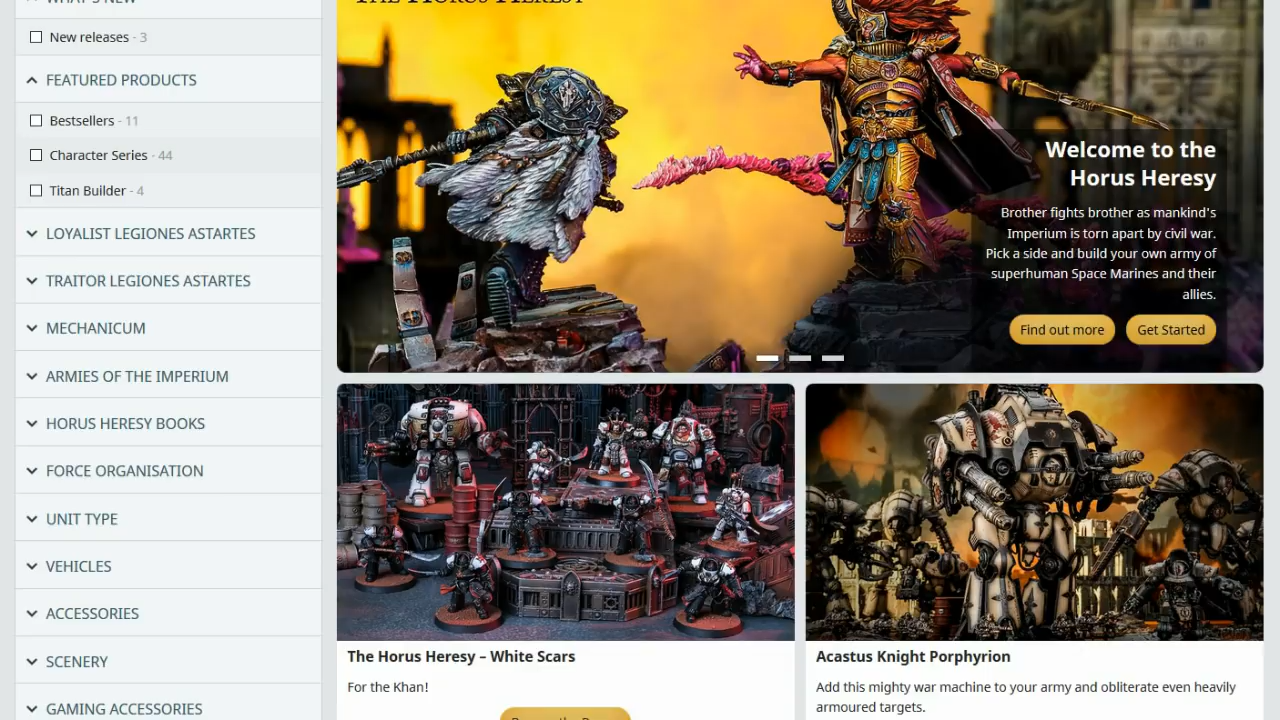 WHAT'S NEW
New releases - 3
FEATURED PRODUCTS
Bestsellers - 11
Character Series - 44
Titan Builder - 4
LOYALIST LEGIONES ASTARTES
TRAITOR LEGIONES ASTARTES
MECHANICUM
ARMIES OF THE IMPERIUM
HORUS HERESY BOOKS
FORCE ORGANISATION
UNIT TYPE
VEHICLES
ACCESSORIES
SCENERY
GAMING ACCESSORIES
THE HORUS HERESY
Welcome to the
Horus Heresy
Brother fights brother as mankind's
Imperium is torn apart by civil war.
Pick a side and build your own army of
superhuman Space Marines and their
allies.
Find out more
Get Started
The Horus Heresy – White Scars
For the Khan!
Acastus Knight Porphyrion
Add this mighty war machine to your army and obliterate even heavily
armoured targets.